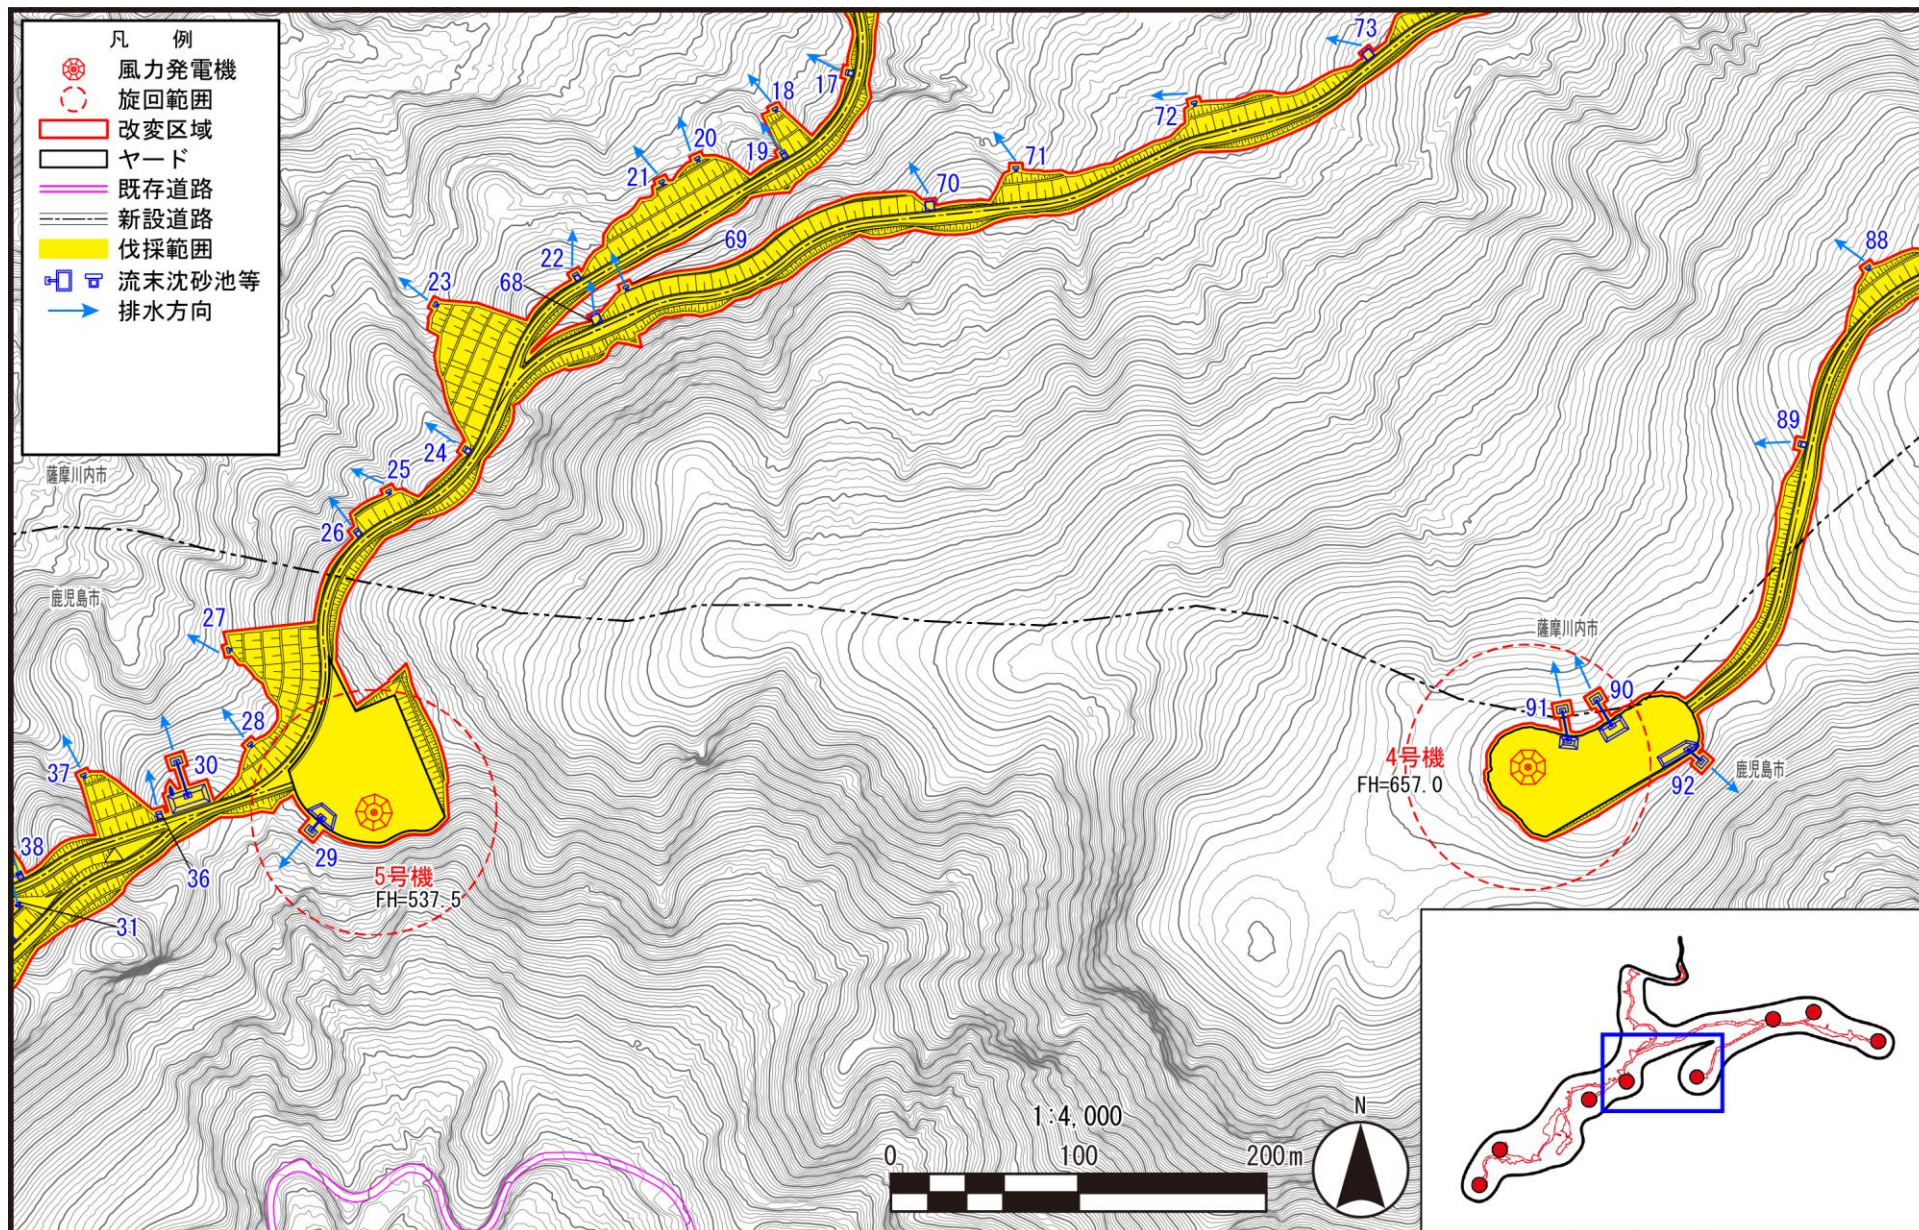 凡 例
風力発電機
旋回範囲
改変区域
ヤード
既存道路
新設道路
伐採範囲
流末沈砂池等
排水方向
73
17
18
72
20
19
71
21
70
69
22
88
23
68
89
24
25
薩摩川内市
26
鹿児島市
27
薩摩川内市
90
91
28
4号機
FH=657.0
鹿児島市
92
37
30
29
38
36
5号機
FH=537.5
31
1:4,000
0 100 200m
N